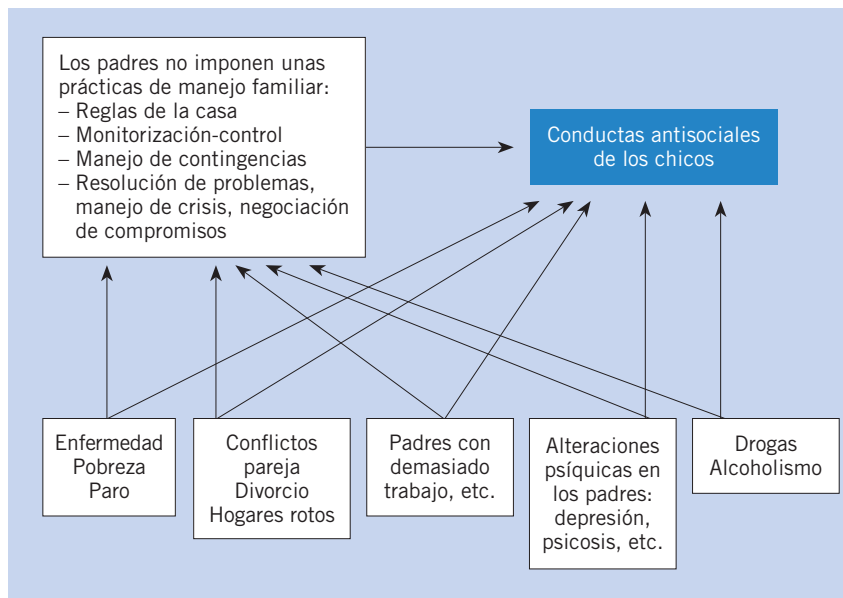 Los padres no imponen unas
prácticas de manejo familiar:
– Reglas de la casa
– Monitorización-control
– Manejo de contingencias
– Resolución de problemas,
manejo de crisis, negociación
de compromisos
Conductas antisociales
de los chicos
Enfermedad
Pobreza
Paro
Conflictos
pareja
Divorcio
Hogares rotos
Padres con
demasiado
trabajo, etc.
Alteraciones
psíquicas en
los padres:
depresión,
psicosis, etc.
Drogas
Alcoholismo